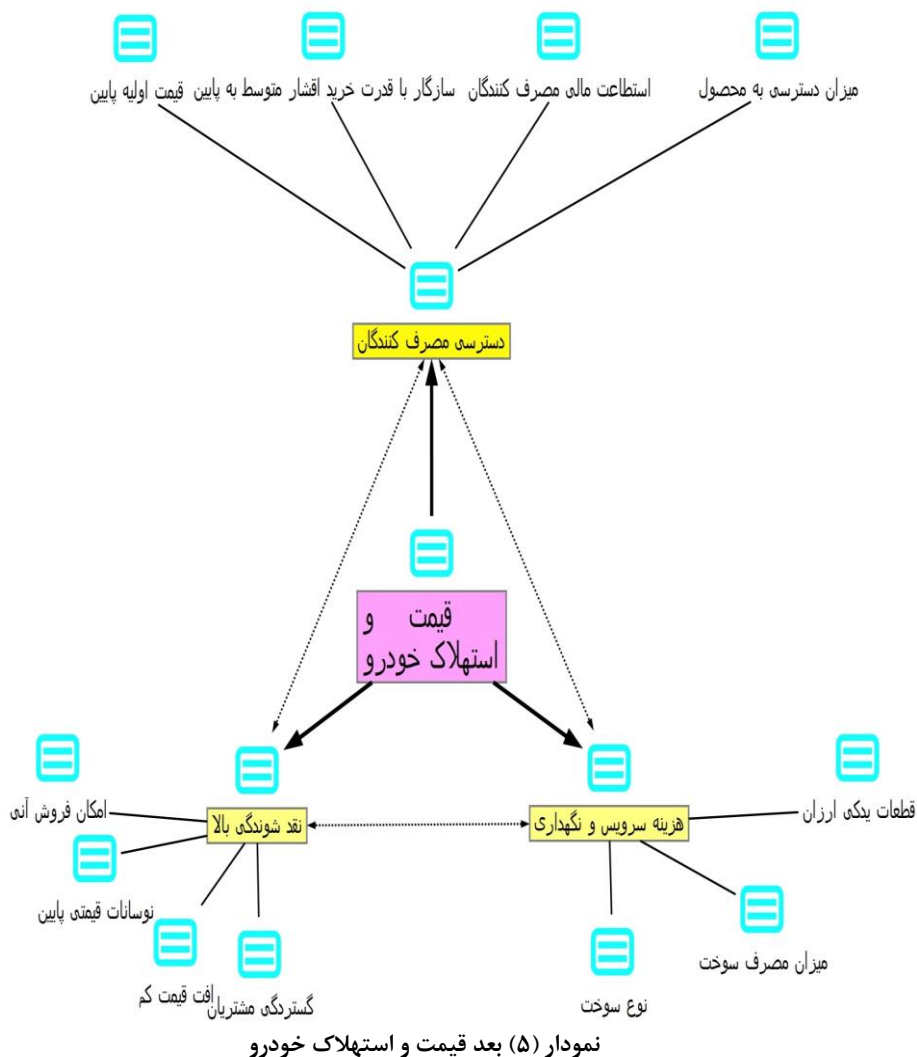 قیمت اولیه پایین
سازگار با قدرت خرید اقشار متوسط به پایین
استطاعت مالی مصرف کنندگان
میزان دسترسی به محصول
دسترسی مصرف کنندگان
قیمت و
استهلاک خودرو
امکان فروش آنی
نقد شوندگی بالا
هزینه سرویس و نگهداری
قطعات یدکی ارزان
نوسانات قیمتی پایین
افت قیمت کم
گستردگی مشتریان
نوع سوخت
میزان مصرف سوخت
نمودار (۵) بعد قیمت و استهلاک خودرو